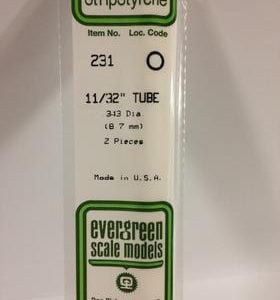 Item No. Loc. Code
231
11/32" TUBE
.343 Dia.
(8.7 mm)
2 Pieces
Made in U.S.A.
evergreen
scale models